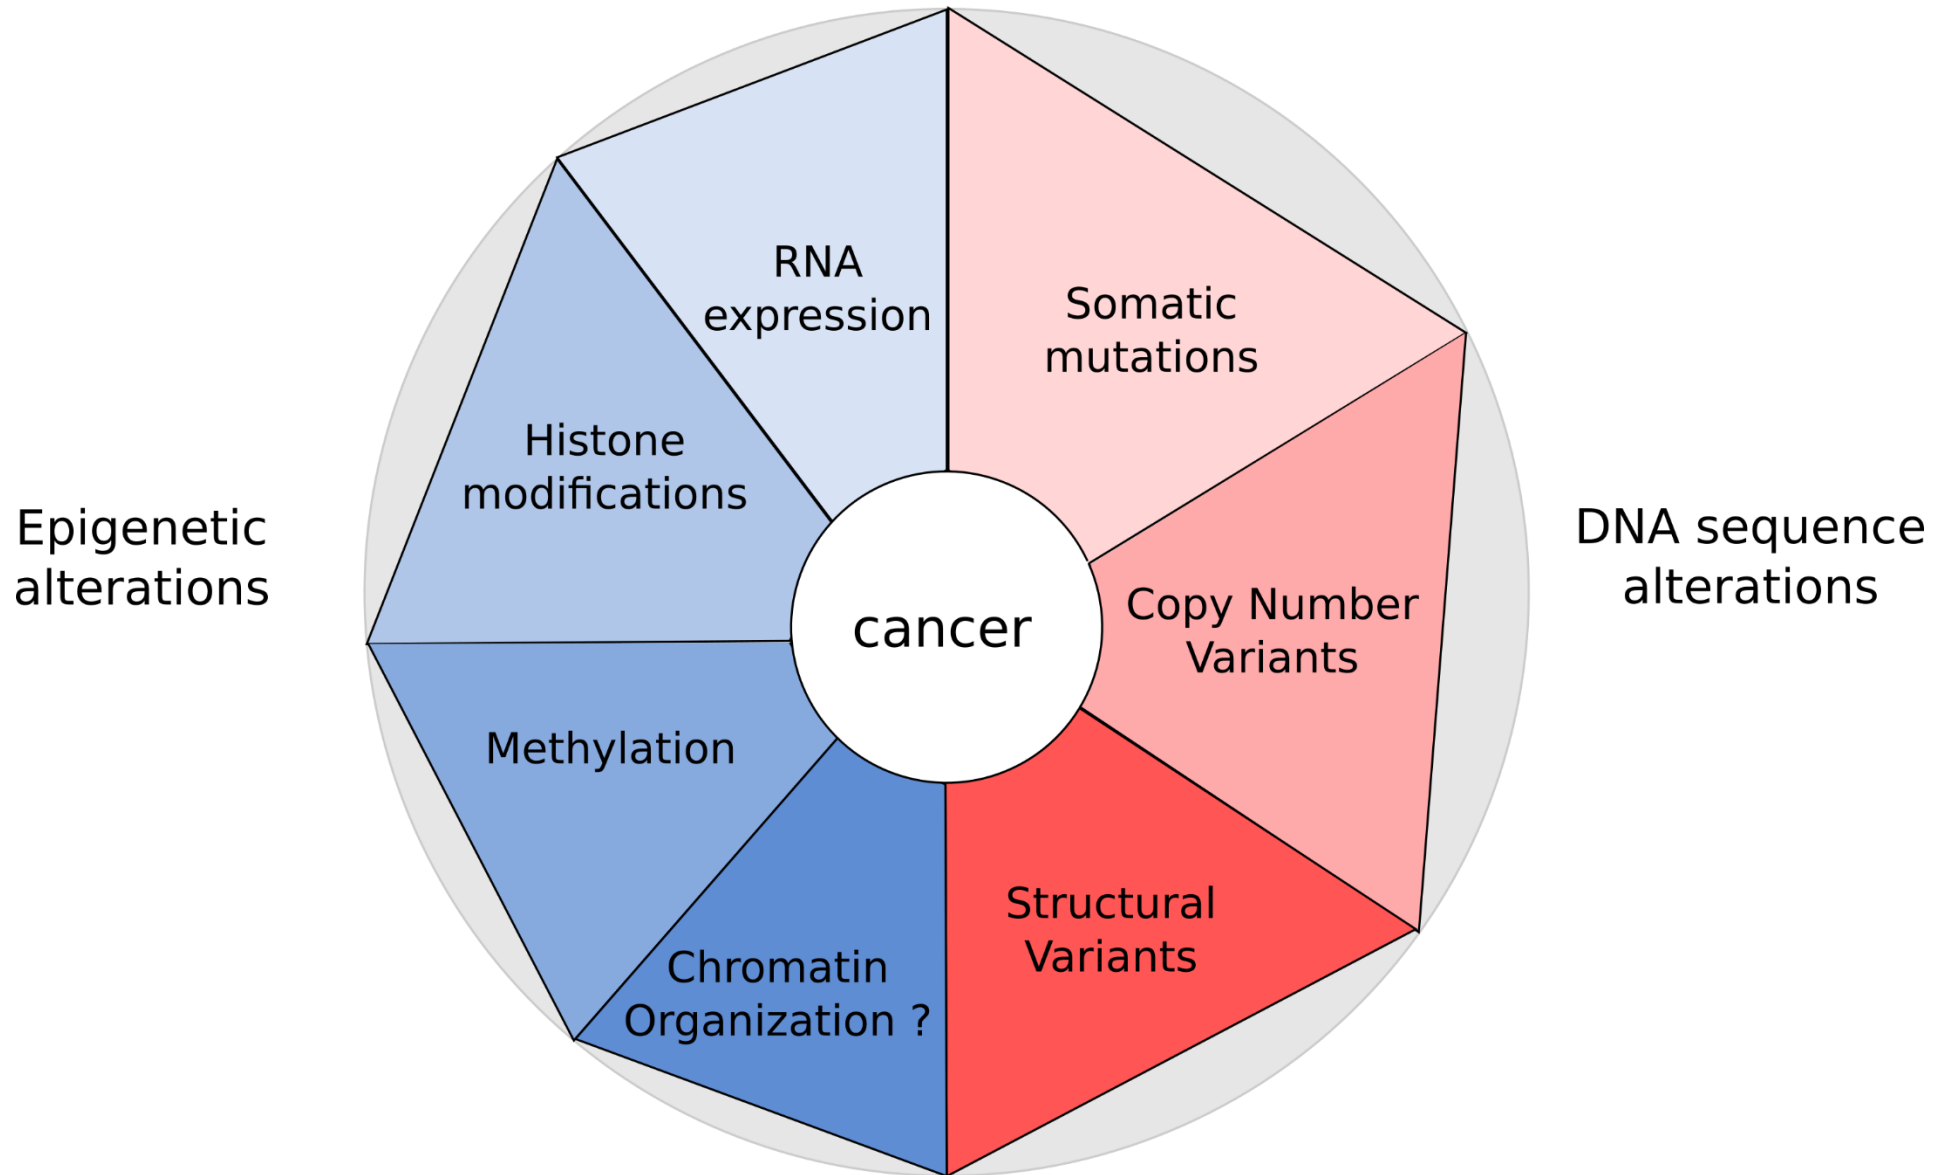 RNA
expression
Somatic
mutations
Histone
modifications
Epigenetic
alterations
DNA sequence
alterations
Copy Number
Variants
cancer
Methylation
Structural
Variants
Chromatin
Organization ?